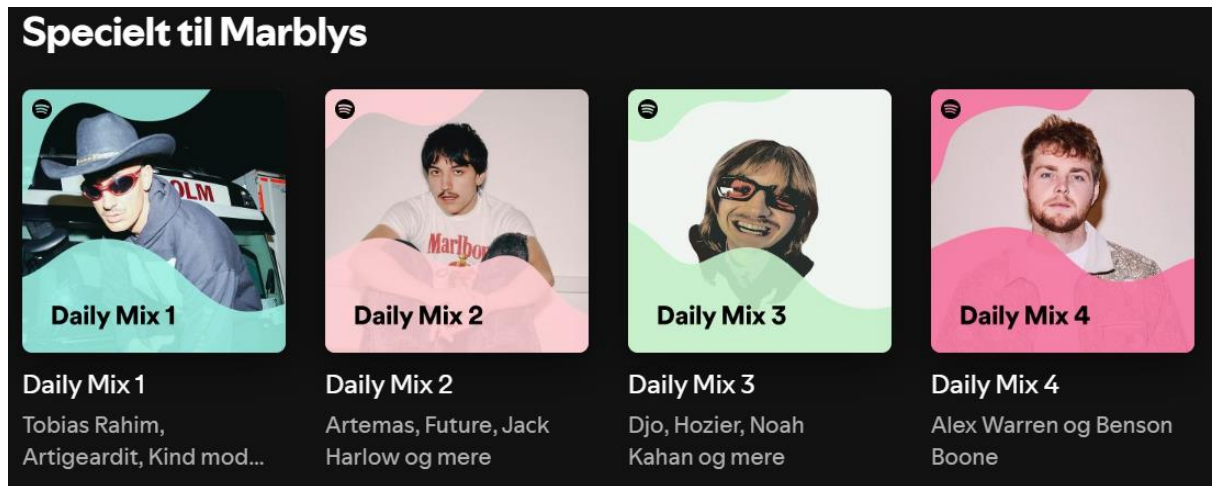 Specielt til Marblys
OLM
Daily Mix 1
Marlbor
Daily Mix 2
Daily Mix 3
Daily Mix 4
Daily Mix 1
Tobias Rahim,
Artigeardit, Kind mod...
Daily Mix 2
Artemas, Future, Jack
Harlow og mere
Daily Mix 3
Djo, Hozier, Noah
Kahan og mere
Daily Mix 4
Alex Warren og Benson
Boone